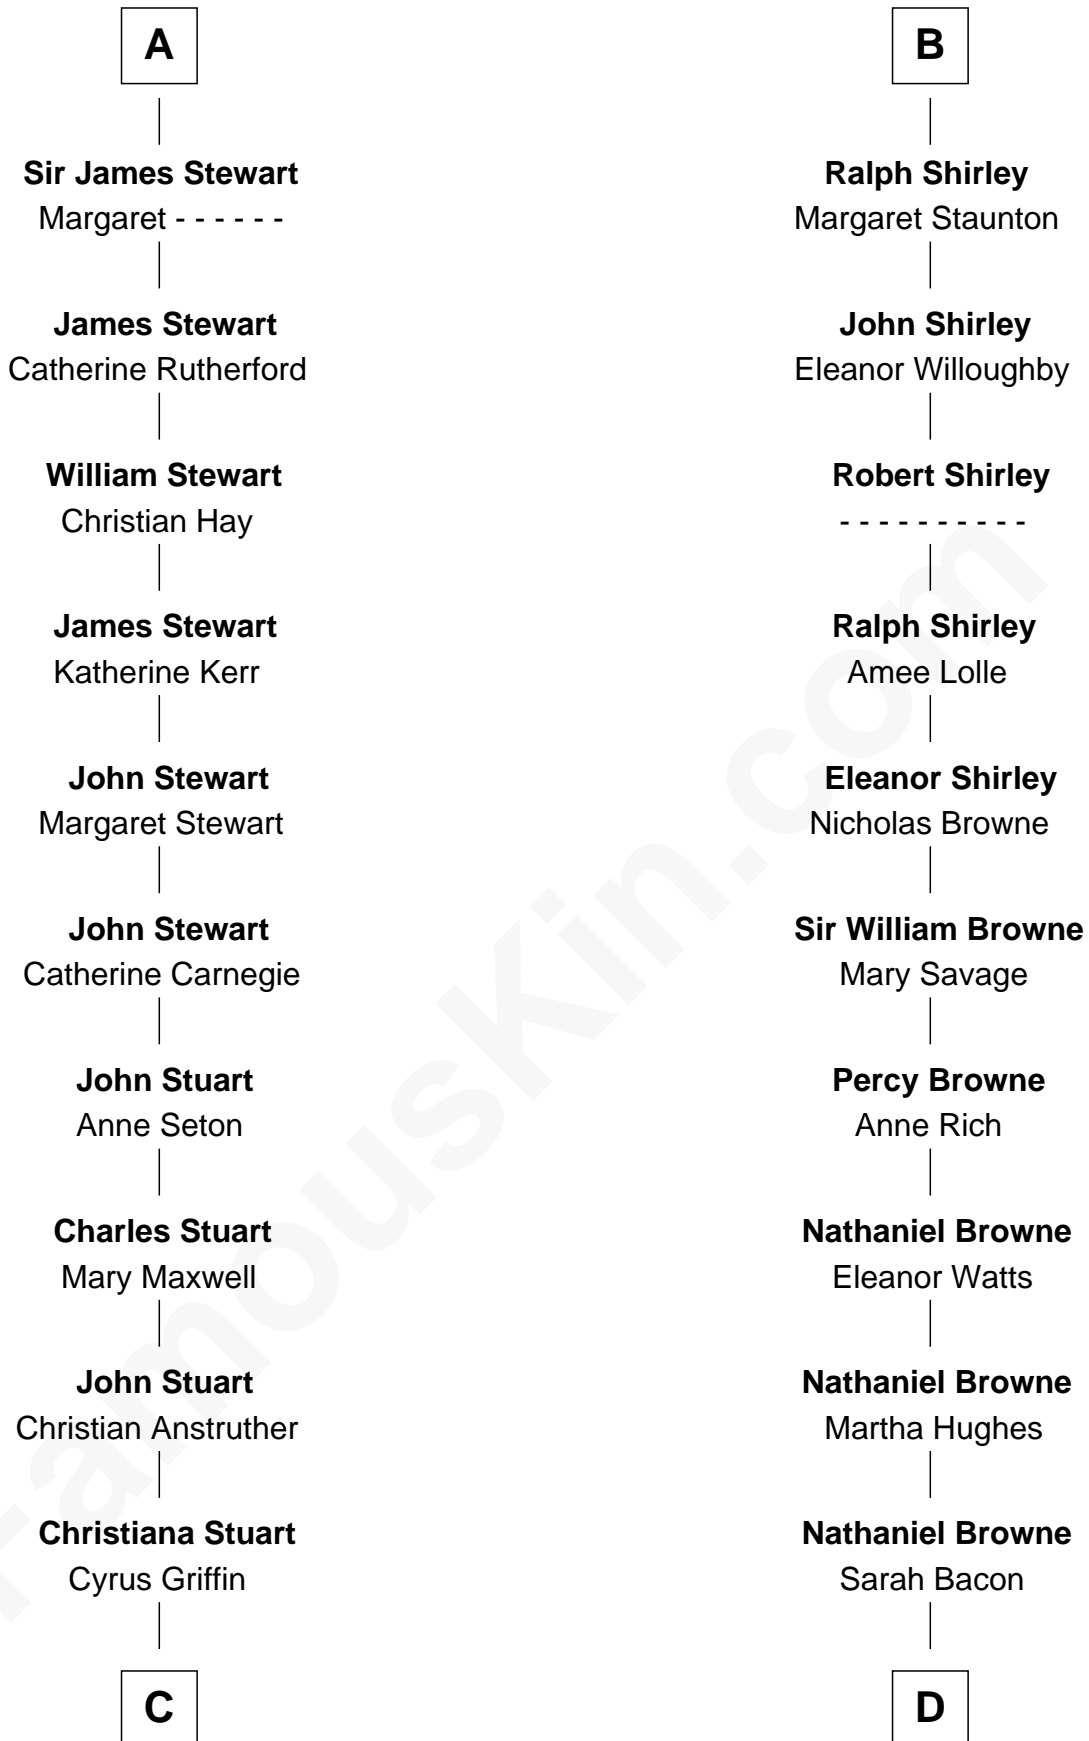 A
Sir James Stewart
Margaret - - - - - -
James Stewart
Catherine Rutherford
William Stewart
Christian Hay
James Stewart
Katherine Kerr
John Stewart
Margaret Stewart
John Stewart
Catherine Carnegie
John Stuart
Anne Seton
Charles Stuart
Mary Maxwell
John Stuart
Christian Anstruther
Christiana Stuart
Cyrus Griffin
C
B
Ralph Shirley
Margaret Staunton
John Shirley
Eleanor Willoughby
Robert Shirley
- - - - - - - - - -
Ralph Shirley
Amee Lolle
Eleanor Shirley
Nicholas Browne
Sir William Browne
Mary Savage
Percy Browne
Anne Rich
Nathaniel Browne
Eleanor Watts
Nathaniel Browne
Martha Hughes
Nathaniel Browne
Sarah Bacon
D
FamousKin.com